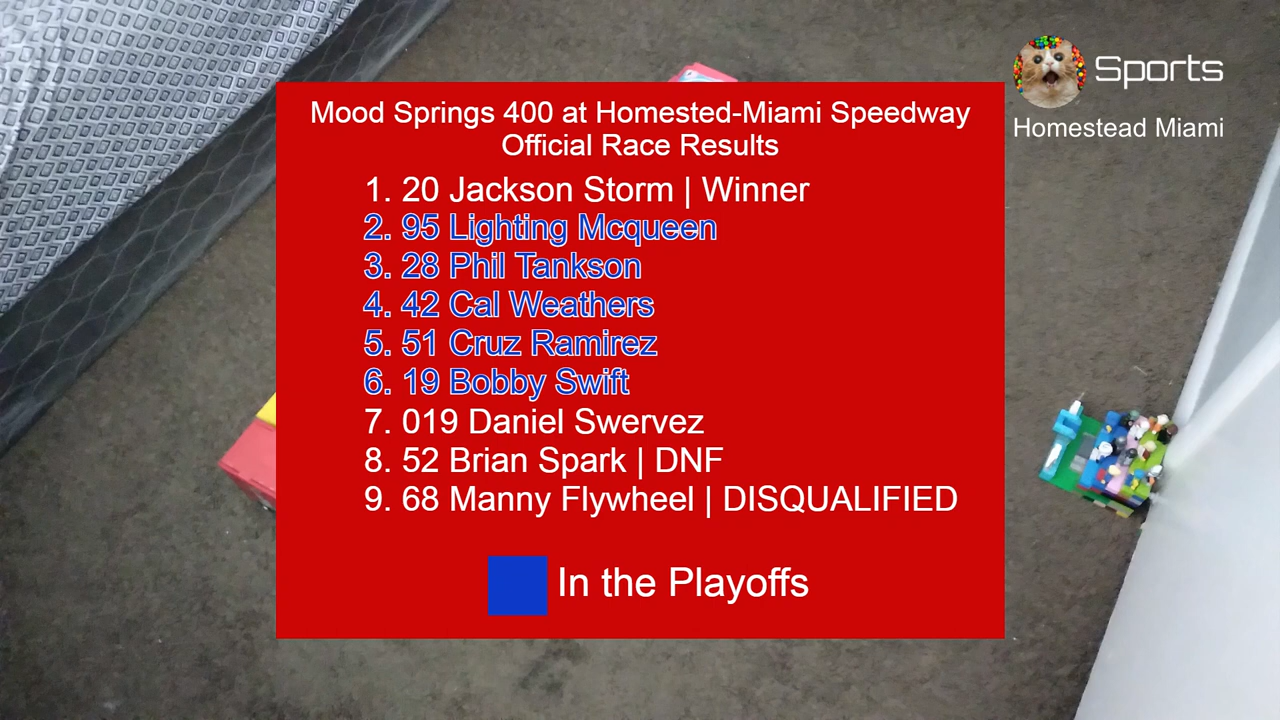 Mood Springs 400 at Homested-Miami Speedway
Official Race Results
1. 20 Jackson Storm | Winner
2. 95 Lighting Mcqueen
3. 28 Phil Tankson
4. 42 Cal Weathers
5. 51 Cruz Ramirez
6. 19 Bobby Swift
7. 019 Daniel Swervez
8. 52 Brian Spark | DNF
9. 68 Manny Flywheel | DISQUALIFIED
In the Playoffs
Sports
Homestead Miami